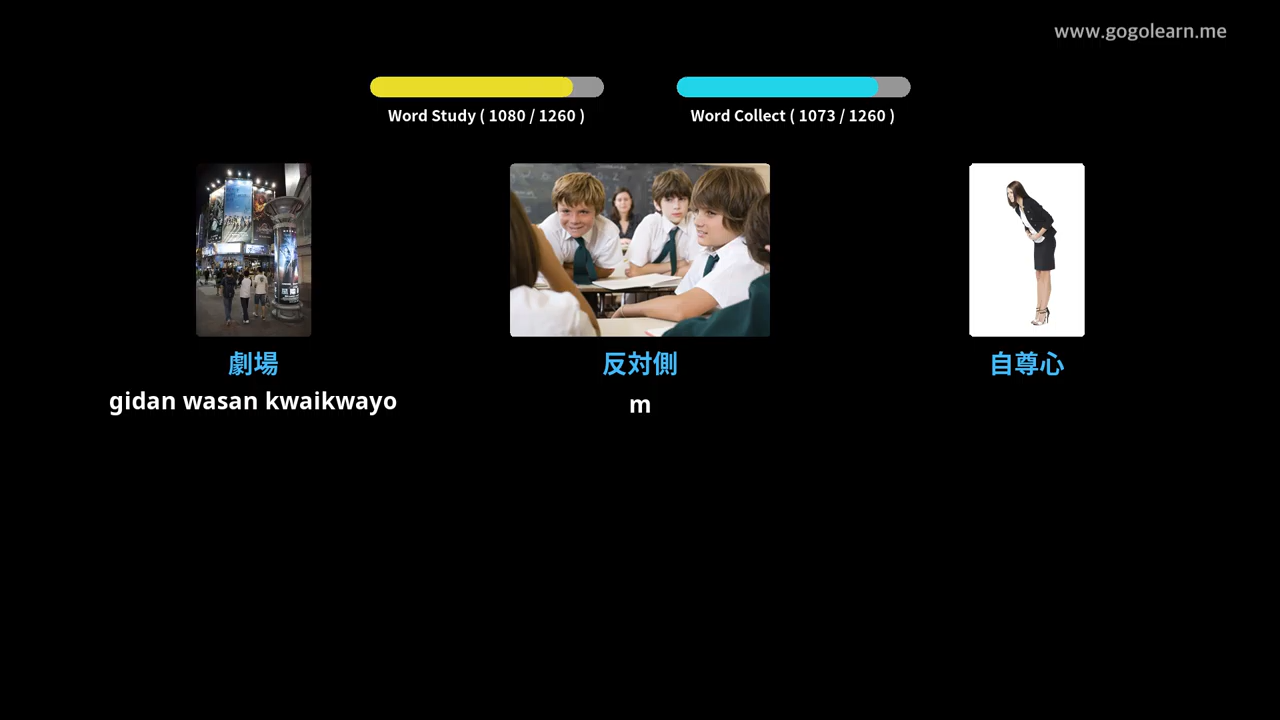 www.gogolearn.me
Word Study ( 1080 / 1260 )
Word Collect ( 1073 / 1260 )
劇場
反対側
自尊心
gidan wasan kwaikwayo
m